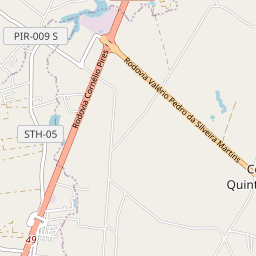 PIR-009 S
Rodovia Cornélio Pires
Rodovia Valério Pedro da Silveira Martins
STH-05
Co
Quint
49